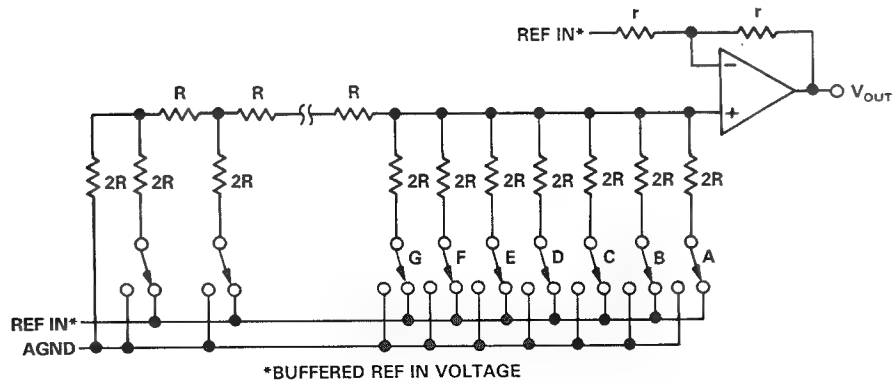 r r
REF IN*
R R R
−
+
V_OUT
2R 2R 2R 2R 2R 2R 2R 2R 2R 2R
G F E D C B A
REF IN*
AGND
*BUFFERED REF IN VOLTAGE